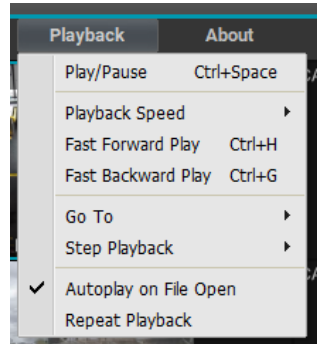 Playback About
Play/Pause Ctrl+Space
Playback Speed
Fast Forward Play Ctrl+H
Fast Backward Play Ctrl+G
Go To
Step Playback
Autoplay on File Open
Repeat Playback